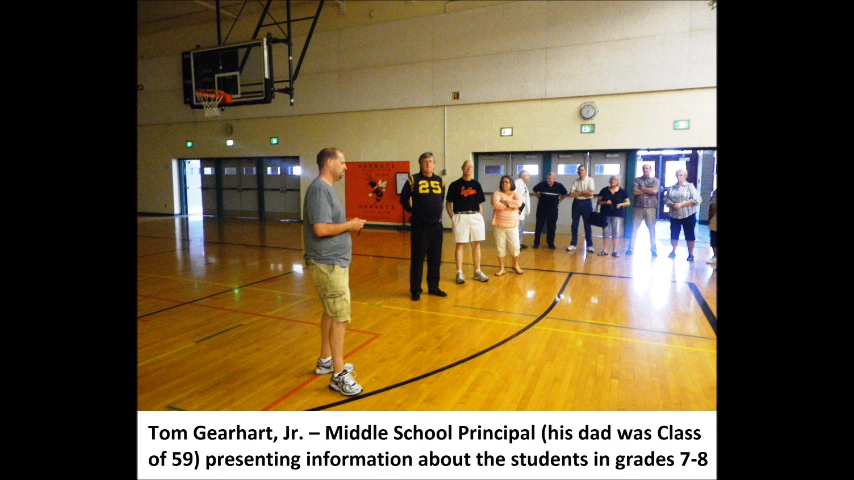 HORNETS
25
Tom Gearhart, Jr. – Middle School Principal (his dad was Class
of 59) presenting information about the students in grades 7-8